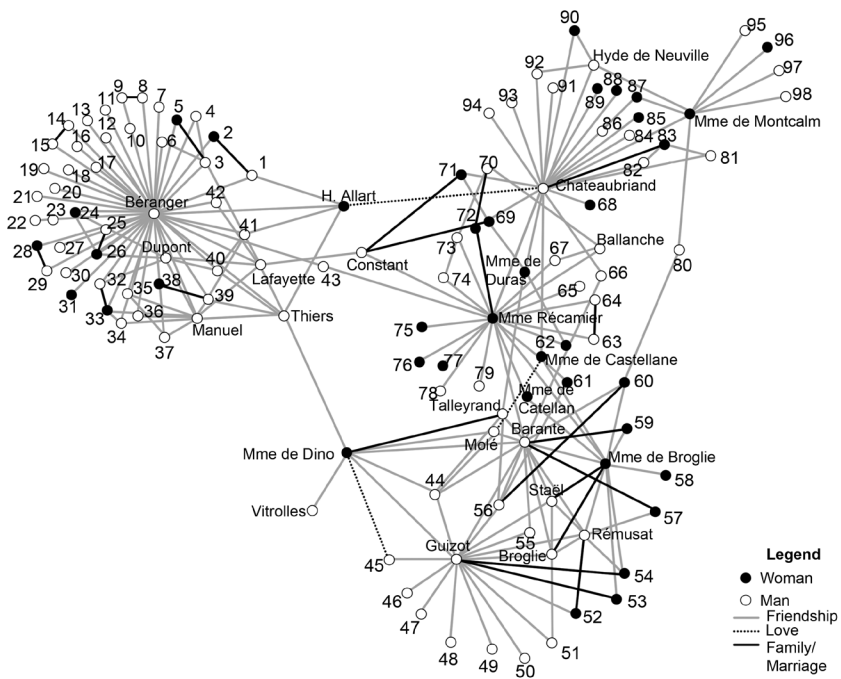 90
95
96
Hyde de Neuville
92
97
88
87
9
8
93
91
98
11
7
89
13
5
4
94
85
Mme de Montcalm
14
12
2
86
84
83
16
10
6
15
82
81
17
3
1
71
70
19
18
Chateaubriand
20
42
H. Allart
21
Béranger
68
22
23
24
25
41
72
69
Ballanche
28
27
Dupont
73
67
80
26
40
Lafayette
43
Constant
Mme de
Duras
29
30
38
74
66
32
35
39
65
64
31
33
36
Manuel
Thiers
Mme Récamier
34
75
63
37
62
Mme de Castellane
76
77
79
61
60
78
Mme de
Catellan
Talleyrand
59
Barante
Molé
Mme de Dino
Mme de Broglie
58
44
Staël
Vitrolles
56
57
Rémusat
Guizot
55
Broglie
45
54
46
53
52
47
48
49
50
51
Legend
Woman
Man
Friendship
Love
Family/
Marriage